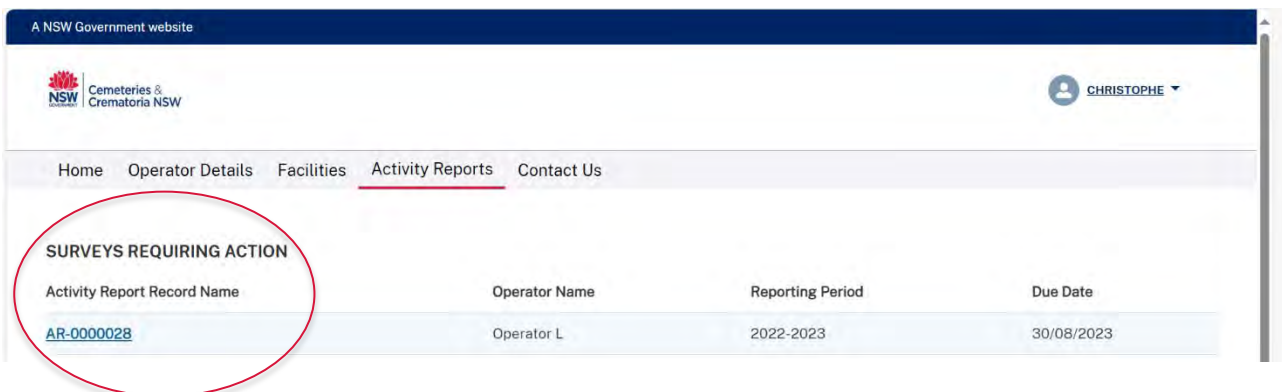 A NSW Government website
NSW
GOVERNMENT
Cemeteries &
Crematoria NSW
CHRISTOPHE
Home Operator Details Facilities Activity Reports Contact Us
SURVEYS REQUIRING ACTION
Activity Report Record Name Operator Name Reporting Period Due Date
AR-0000028 Operator L 2022-2023 30/08/2023